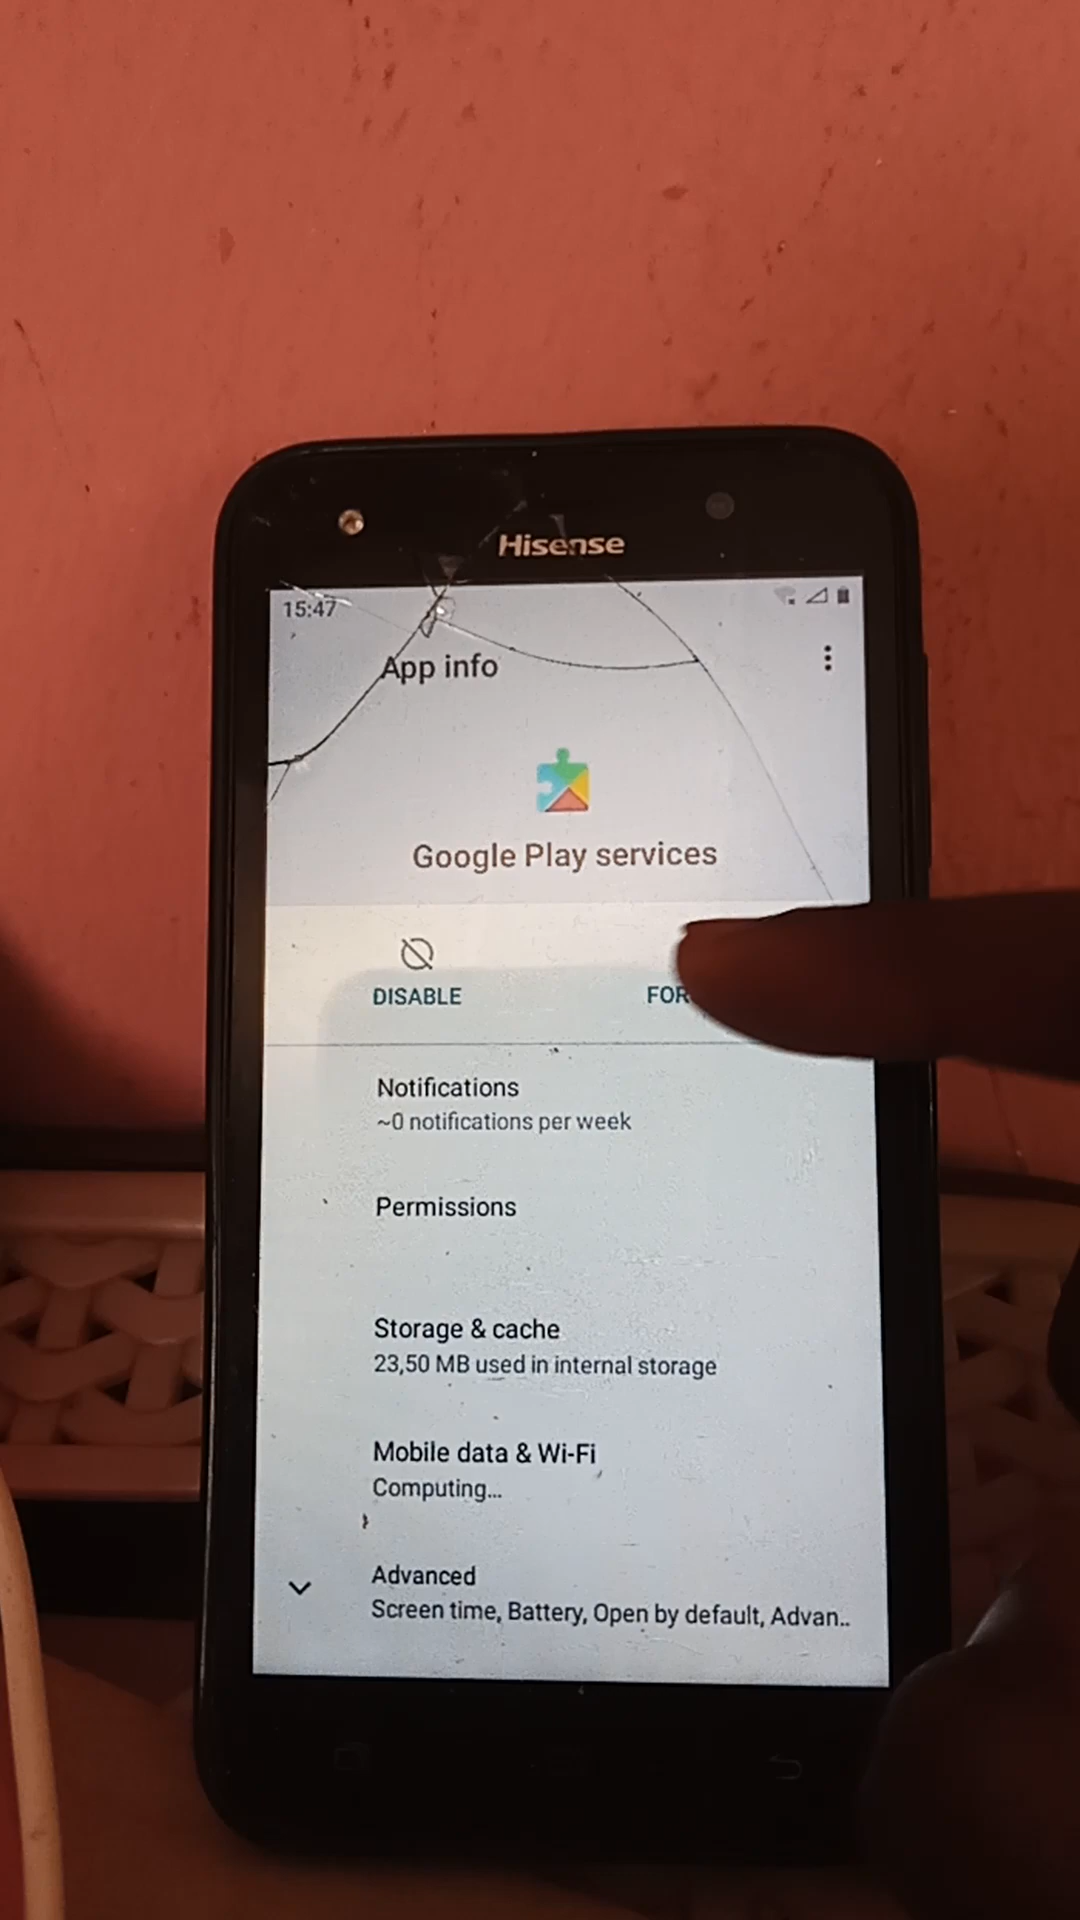 Hisense
15:47
App info
Google Play services
DISABLE
Notifications
~0 notifications per week
Permissions
Storage & cache
23,50 MB used in internal storage
Mobile data & Wi-Fi
Computing...
Advanced
Screen time, Battery, Open by default, Advan..